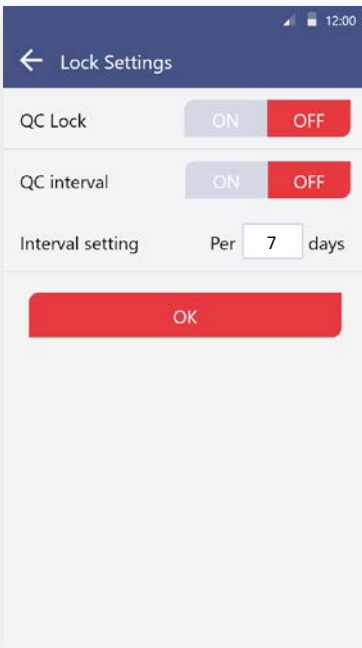 12:00
Lock Settings
QC Lock ON OFF
QC interval ON OFF
Interval setting Per 7 days
OK